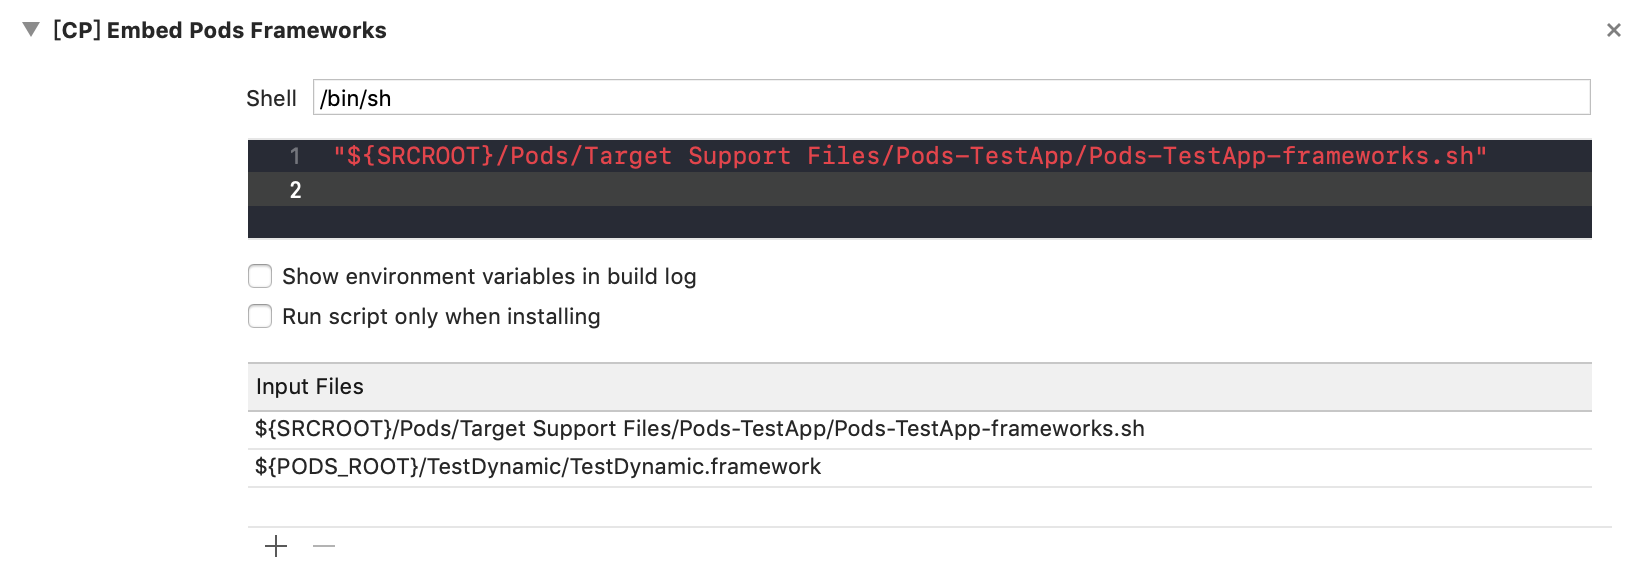 [CP] Embed Pods Frameworks
Shell /bin/sh
1 "${SRCROOT}/Pods/Target Support Files/Pods-TestApp/Pods-TestApp-frameworks.sh"
2
Show environment variables in build log
Run script only when installing
Input Files
${SRCROOT}/Pods/Target Support Files/Pods-TestApp/Pods-TestApp-frameworks.sh
${PODS_ROOT}/TestDynamic/TestDynamic.framework